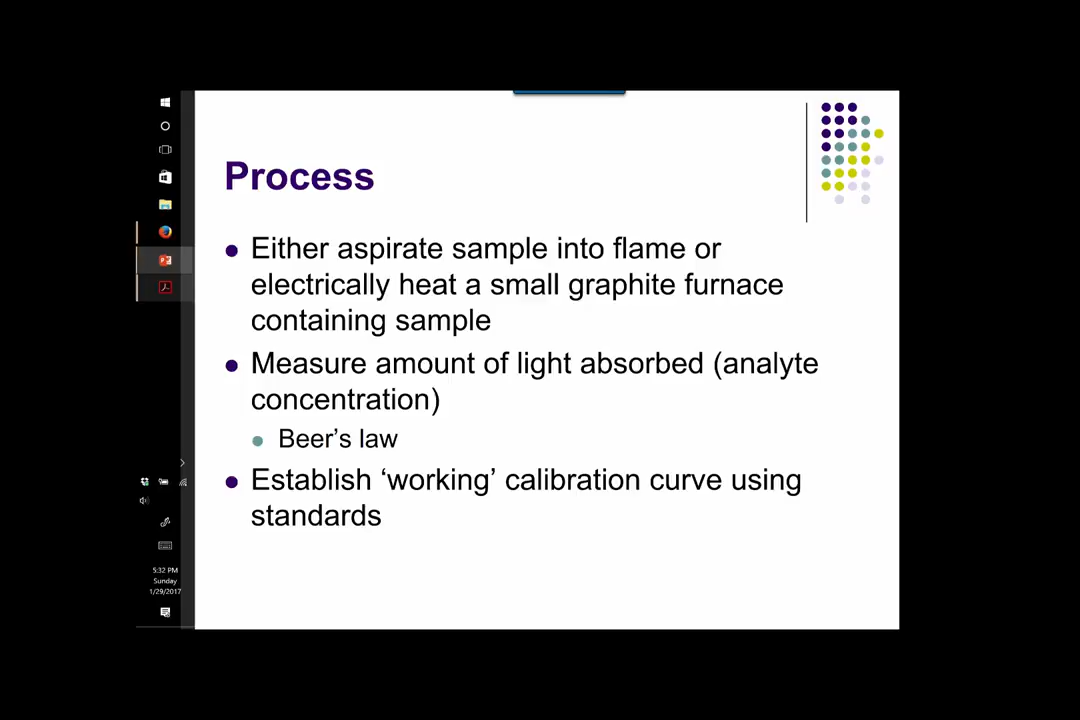 Process
Either aspirate sample into flame or
electrically heat a small graphite furnace
containing sample
Measure amount of light absorbed (analyte
concentration)
Beer's law
Establish ‘working’ calibration curve using
standards
5:32 PM
Sunday
1/29/2017